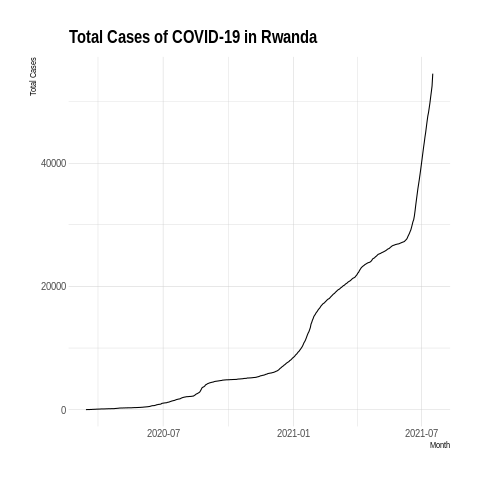 Total Cases of COVID-19 in Rwanda
Total Cases
40000
20000
0
2020-07
2021-01
2021-07
Month